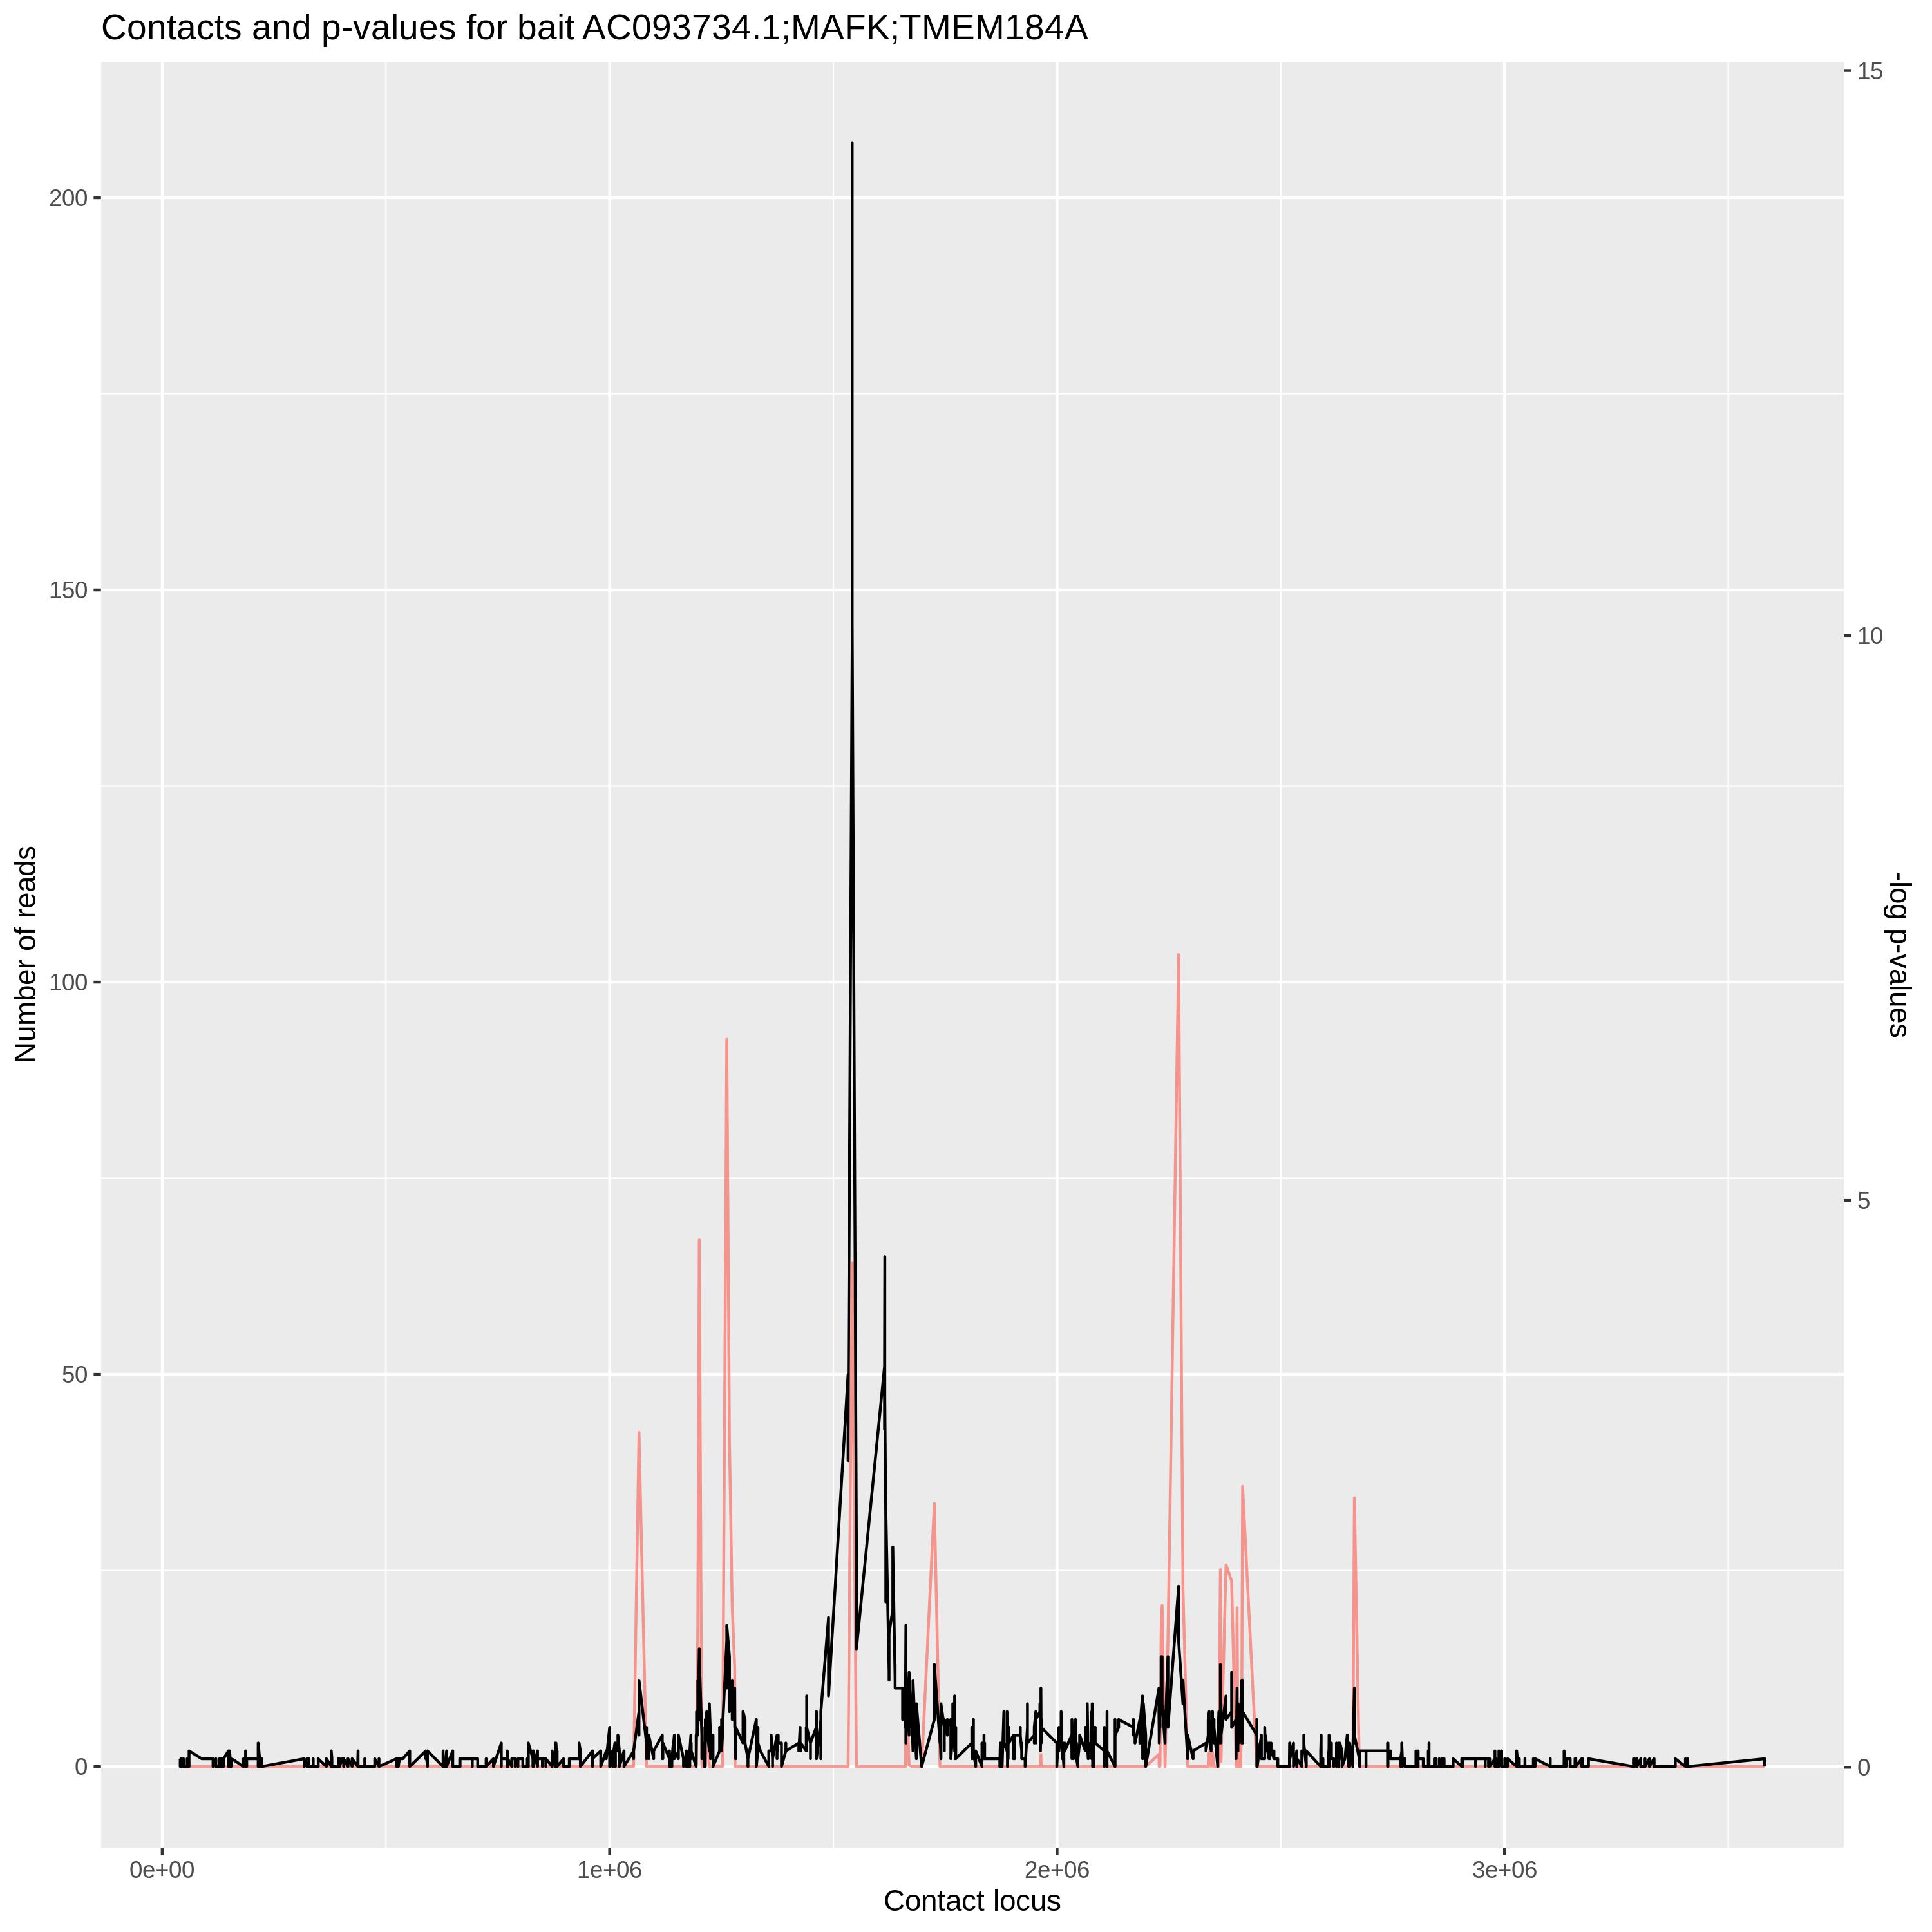 Contacts and p-values for bait AC093734.1;MAFK;TMEM184A
200
150
100
50
0
Number of reads
15
10
5
0
-log p-values
0e+00
1e+06
2e+06
3e+06
Contact locus